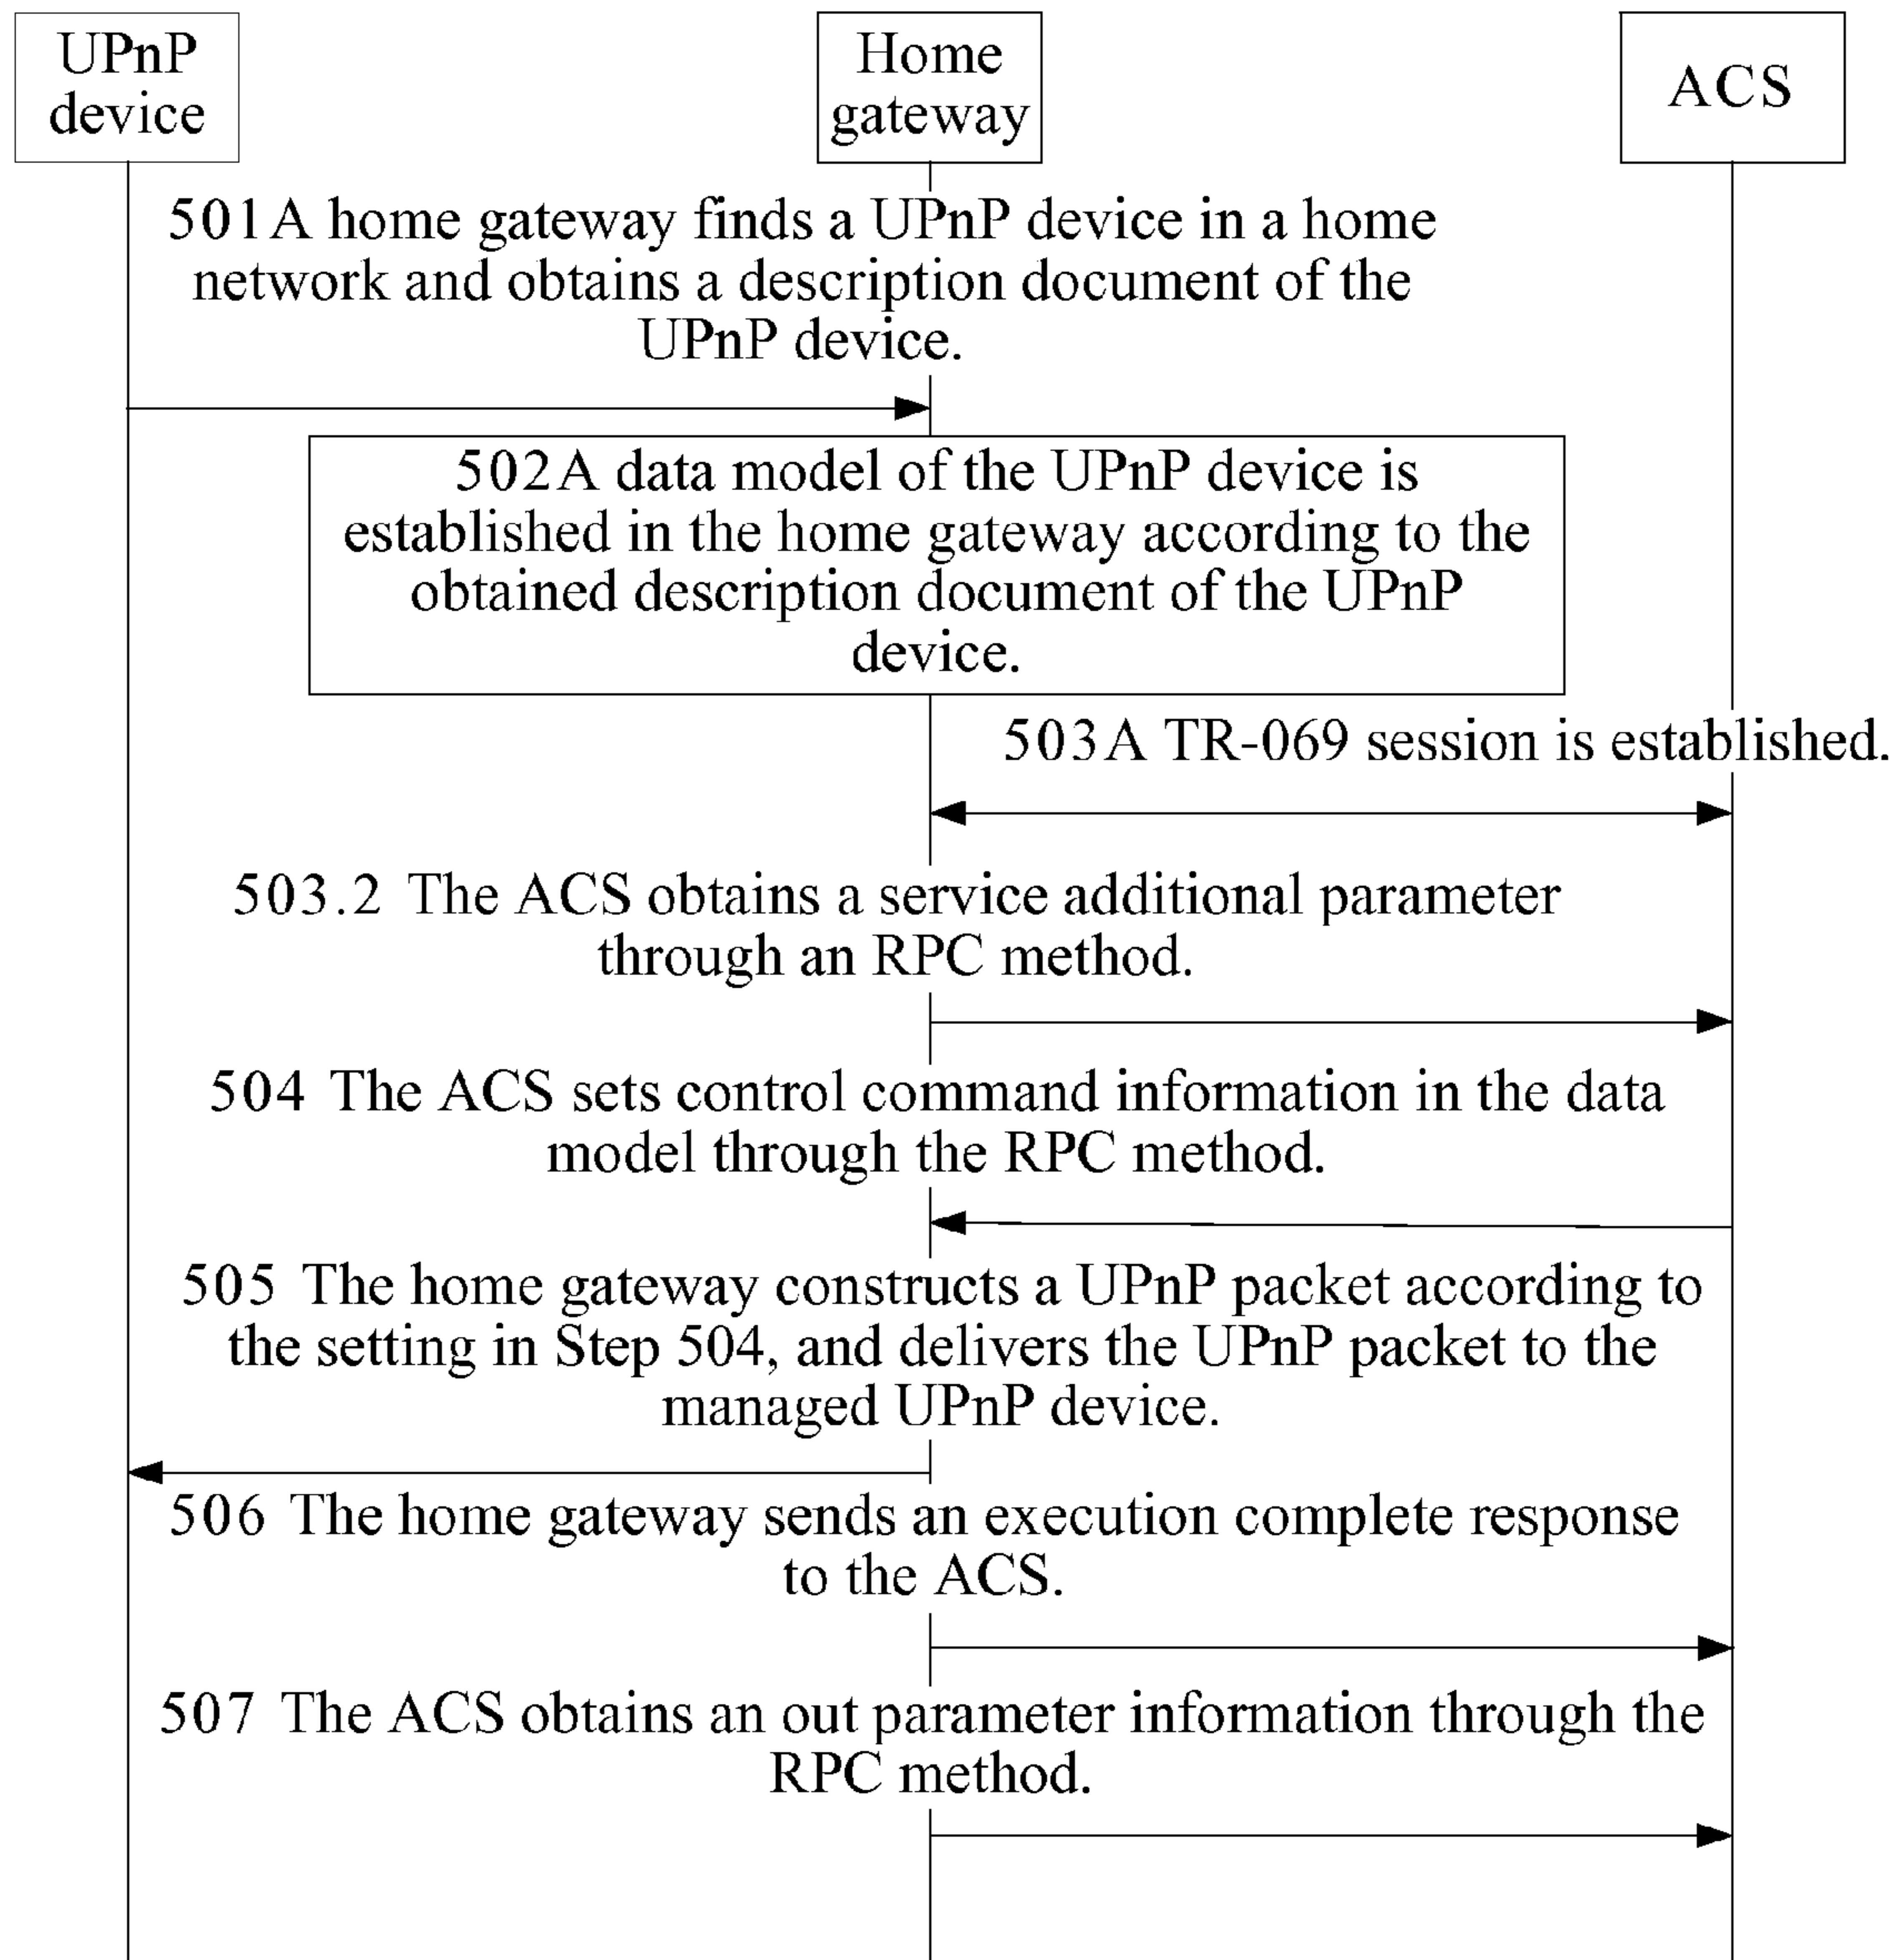 UPnP
device
Home
gateway
ACS
501A home gateway finds a UPnP device in a home
network and obtains a description document of the
UPnP device.
502A data model of the UPnP device is
established in the home gateway according to the
obtained description document of the UPnP
device.
503A TR-069 session is established.
503.2 The ACS obtains a service additional parameter
through an RPC method.
504 The ACS sets control command information in the data
model through the RPC method.
505 The home gateway constructs a UPnP packet according to
the setting in Step 504, and delivers the UPnP packet to the
managed UPnP device.
506 The home gateway sends an execution complete response
to the ACS.
507 The ACS obtains an out parameter information through the
RPC method.